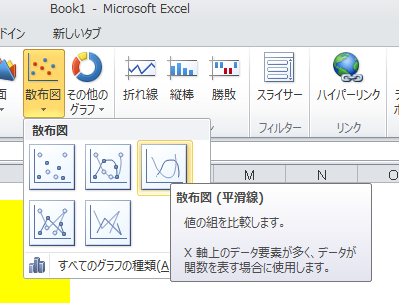 Book1 - Microsoft Excel
ドイン 新しいタブ
面 散布図 その他のグラフ 折れ線 縦棒 勝敗 スライサー ハイパーリンク
フィルター リンク
散布図
M N O
散布図 (平滑線)
値の組を比較します。
X 軸上のデータ要素が多く、データが
関数を表す場合に使用します。
すべてのグラフの種類(A